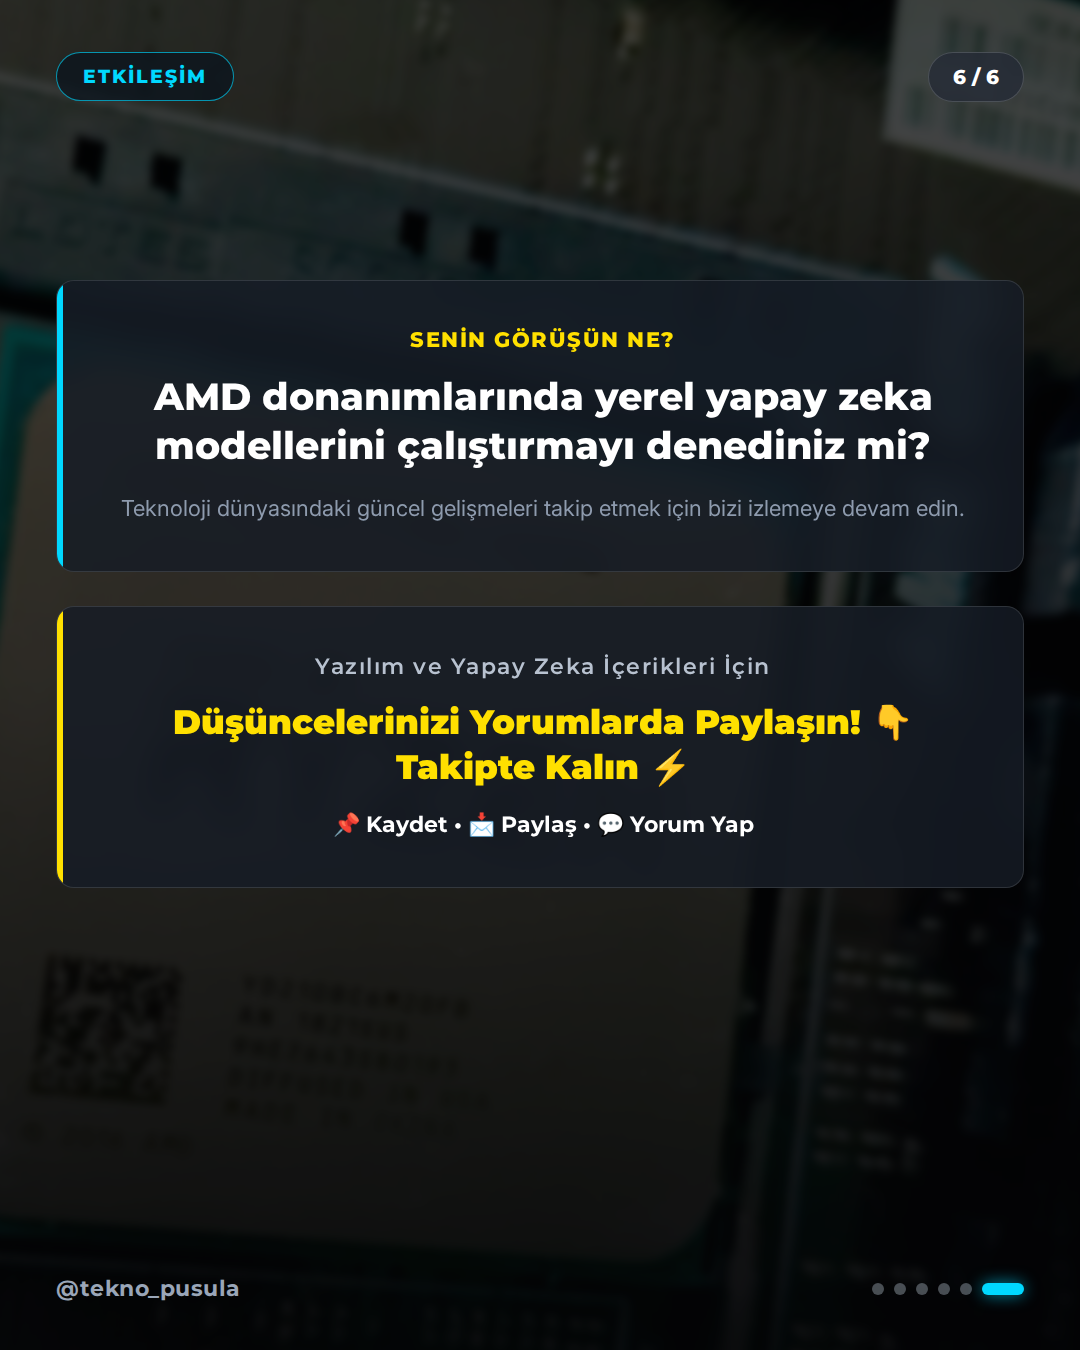 ETKİLEŞİM
6 / 6
SENİN GÖRÜŞÜN NE?
AMD donanımlarında yerel yapay zeka
modellerini çalıştırmayı denediniz mi?
Teknoloji dünyasındaki güncel gelişmeleri takip etmek için bizi izlemeye devam edin.
Yazılım ve Yapay Zeka İçerikleri İçin
Düşüncelerinizi Yorumlarda Paylaşın! 👇
Takipte Kalın ⚡
📌 Kaydet • 📩 Paylaş • 💬 Yorum Yap
@tekno_pusula